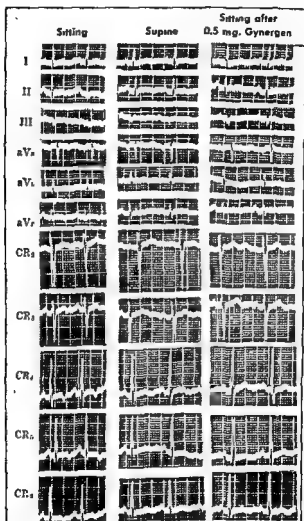 Sitting Supine Sitting after
0.5 mg. Gynergen
I
II
III
aVR
aVL
aVF
CR2
CR3
CR4
CR5
CR6